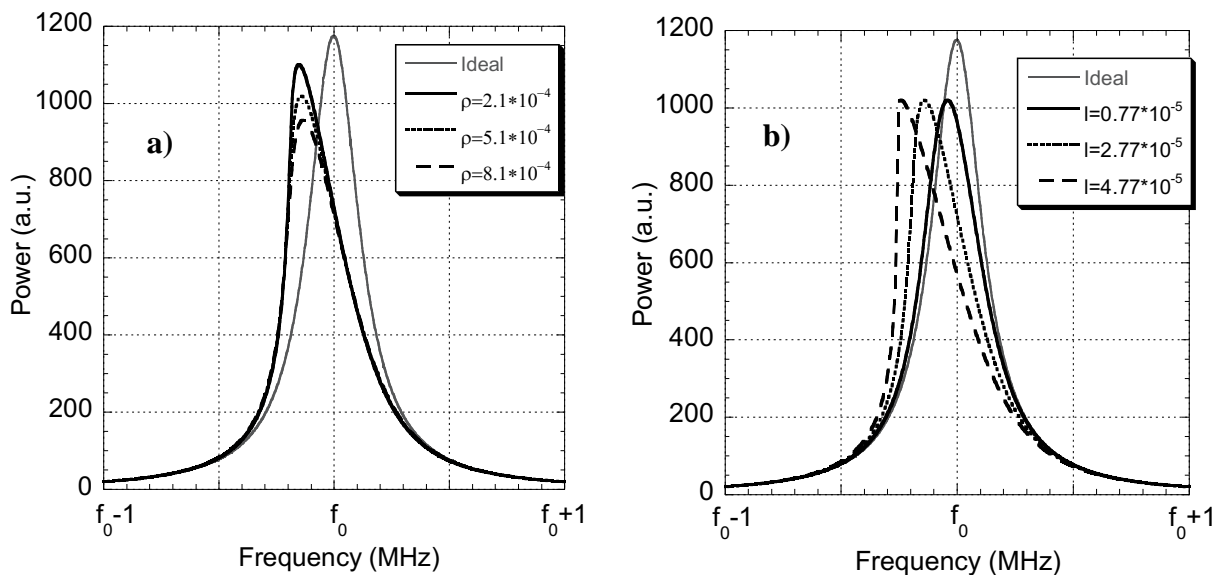 1200
1000
800
600
400
200
0
Power (a.u.)
a)
Ideal
ρ=2.1*10⁻⁴
ρ=5.1*10⁻⁴
ρ=8.1*10⁻⁴
f₀-1
f₀
f₀+1
Frequency (MHz)
1200
1000
800
600
400
200
0
Power (a.u.)
b)
Ideal
l=0.77*10⁻⁵
l=2.77*10⁻⁵
l=4.77*10⁻⁵
f₀-1
f₀
f₀+1
Frequency (MHz)